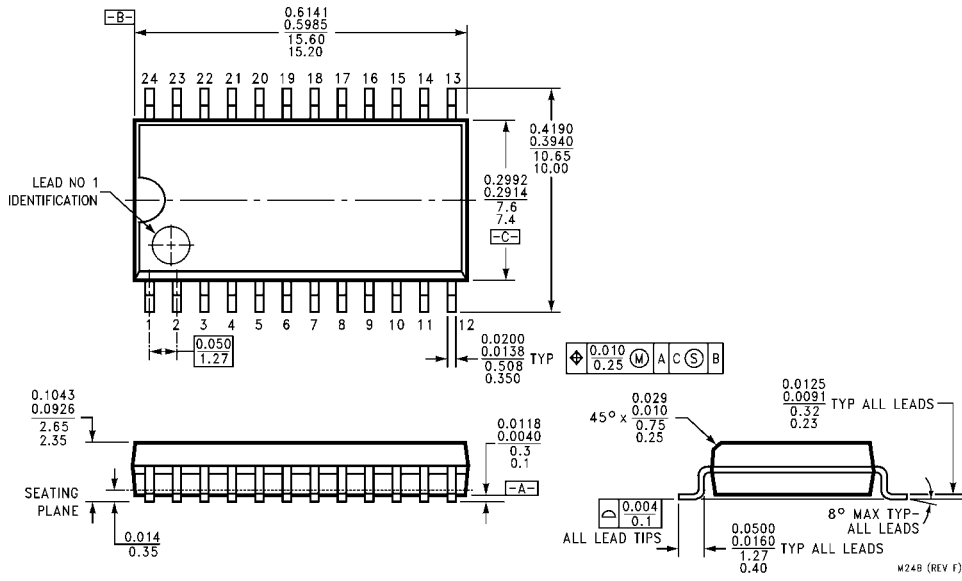 -B-
0.6141
0.5985
15.60
15.20
24 23 22 21 20 19 18 17 16 15 14 13
0.4190
0.3940
10.65
10.00
LEAD NO 1
IDENTIFICATION
0.2992
0.2914
7.6
7.4
-C-
1 2 3 4 5 6 7 8 9 10 11 12
0.050
1.27
0.0200
0.0138
0.508
0.350
TYP
⌖ 0.010 0.25 Ⓜ A C Ⓢ B
0.1043
0.0926
2.65
2.35
0.0118
0.0040
0.3
0.1
-A-
SEATING
PLANE
0.014
0.35
45° x
0.029
0.010
0.75
0.25
0.0125
0.0091
0.32
0.23
TYP ALL LEADS
0.004
0.1
ALL LEAD TIPS
0.0500
0.0160
1.27
0.40
TYP ALL LEADS
8° MAX TYP-
ALL LEADS
M24B (REV F)